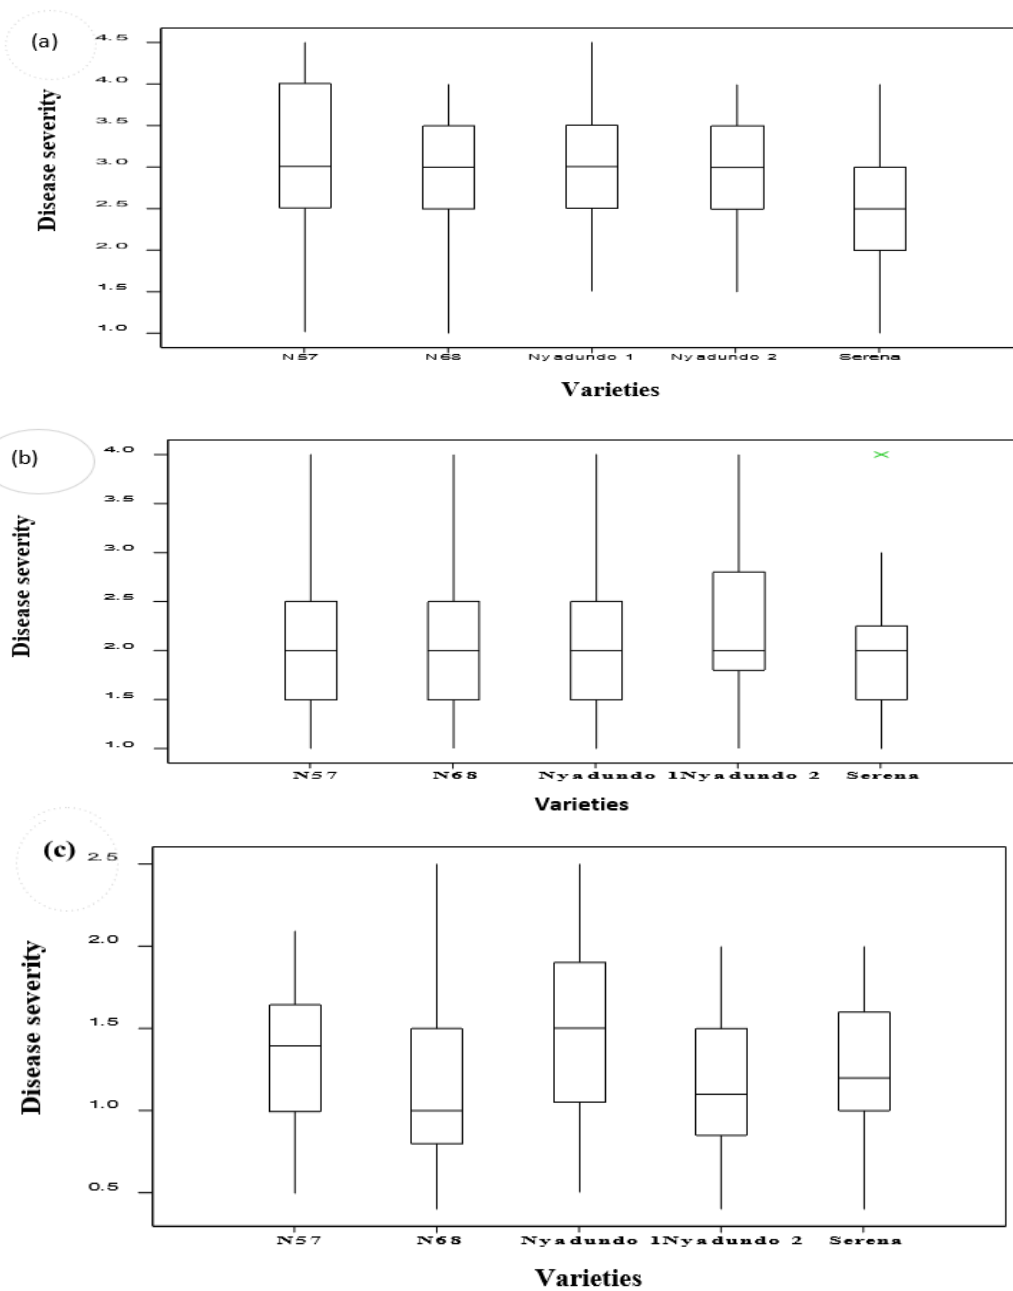 (a)
Disease severity
4.5
4.0
3.5
3.0
2.5
2.0
1.5
1.0
N57 N68 Nyadundo 1 Nyadundo 2 Serena
Varieties
(b)
Disease severity
4.0
3.5
3.0
2.5
2.0
1.5
1.0
N57 N68 Nyadundo 1Nyadundo 2 Serena
Varieties
(c)
Disease severity
2.5
2.0
1.5
1.0
0.5
N57 N68 Nyadundo 1Nyadundo 2 Serena
Varieties